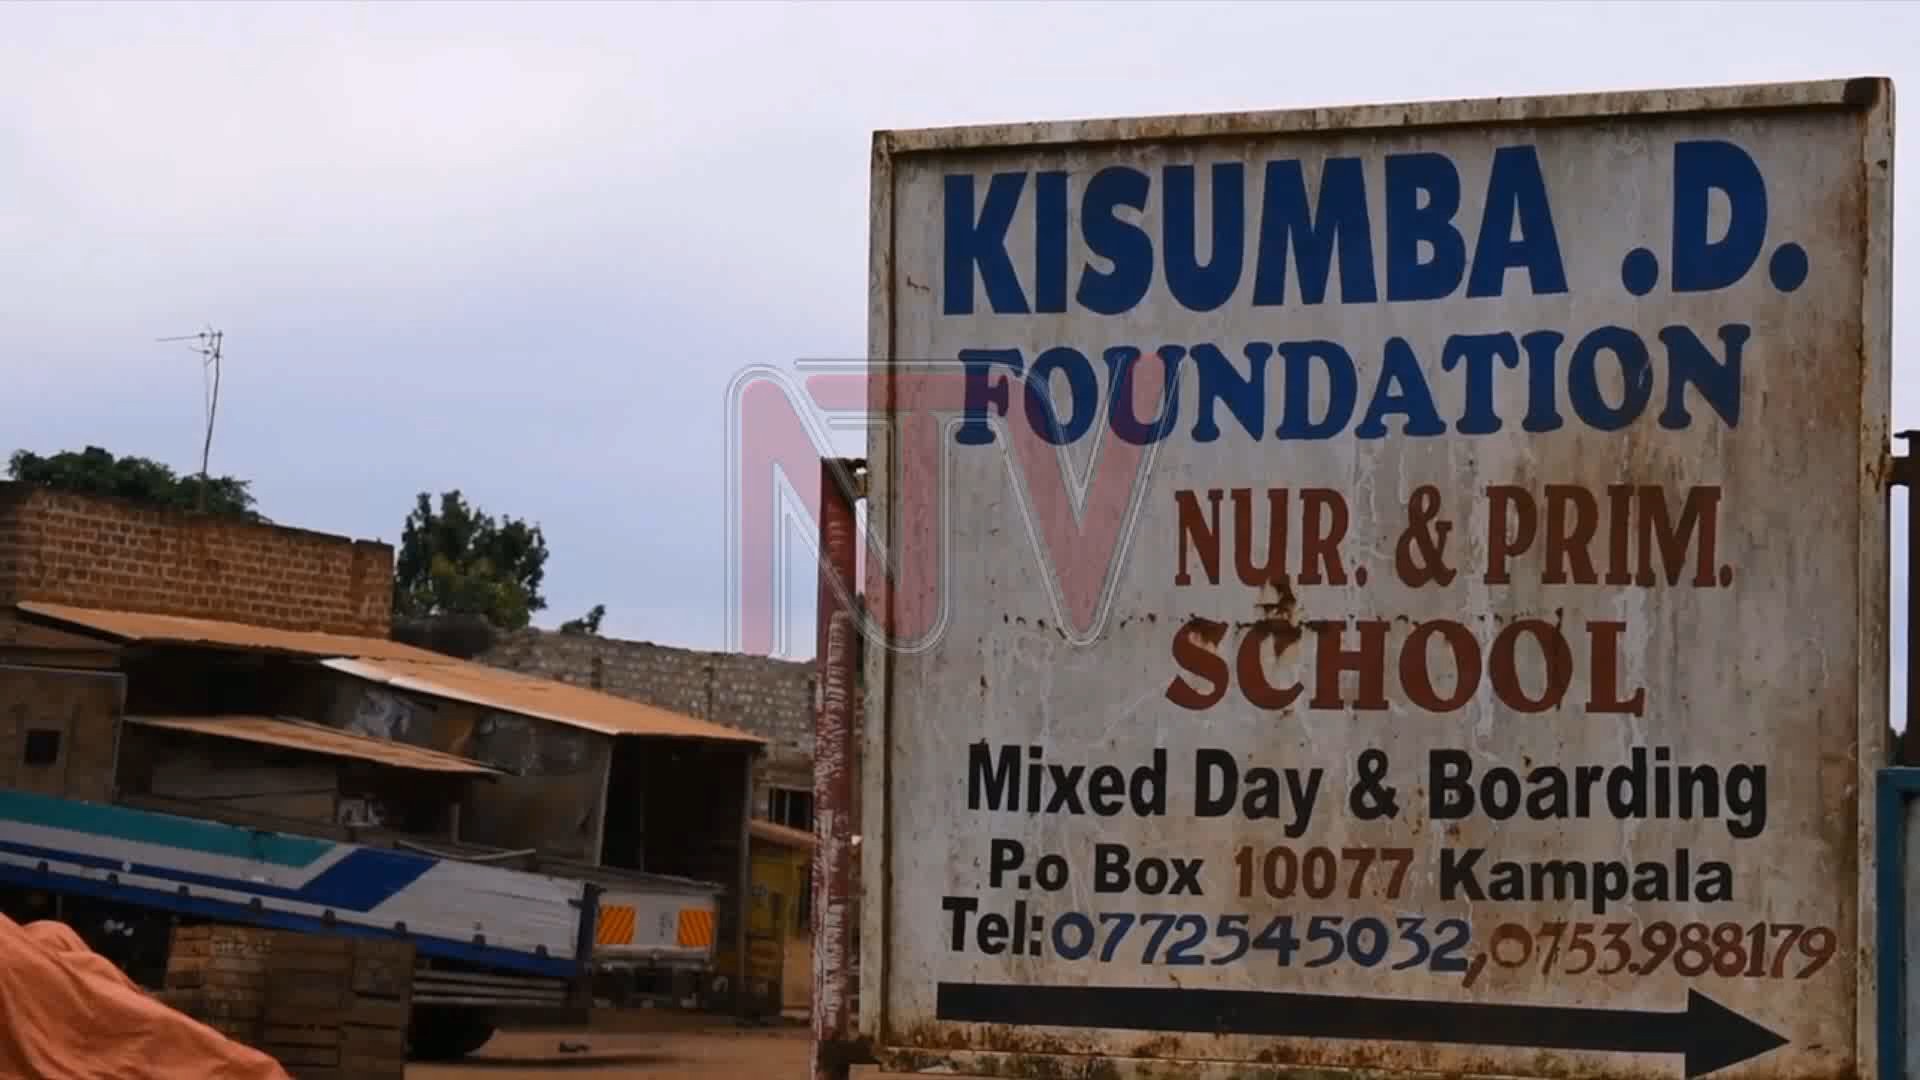 KISUMBA .D.
FOUNDATION
NTV
NUR. & PRIM.
SCHOOL
Mixed Day & Boarding
P.o Box 10077 Kampala
Tel:0772545032,0753.988179